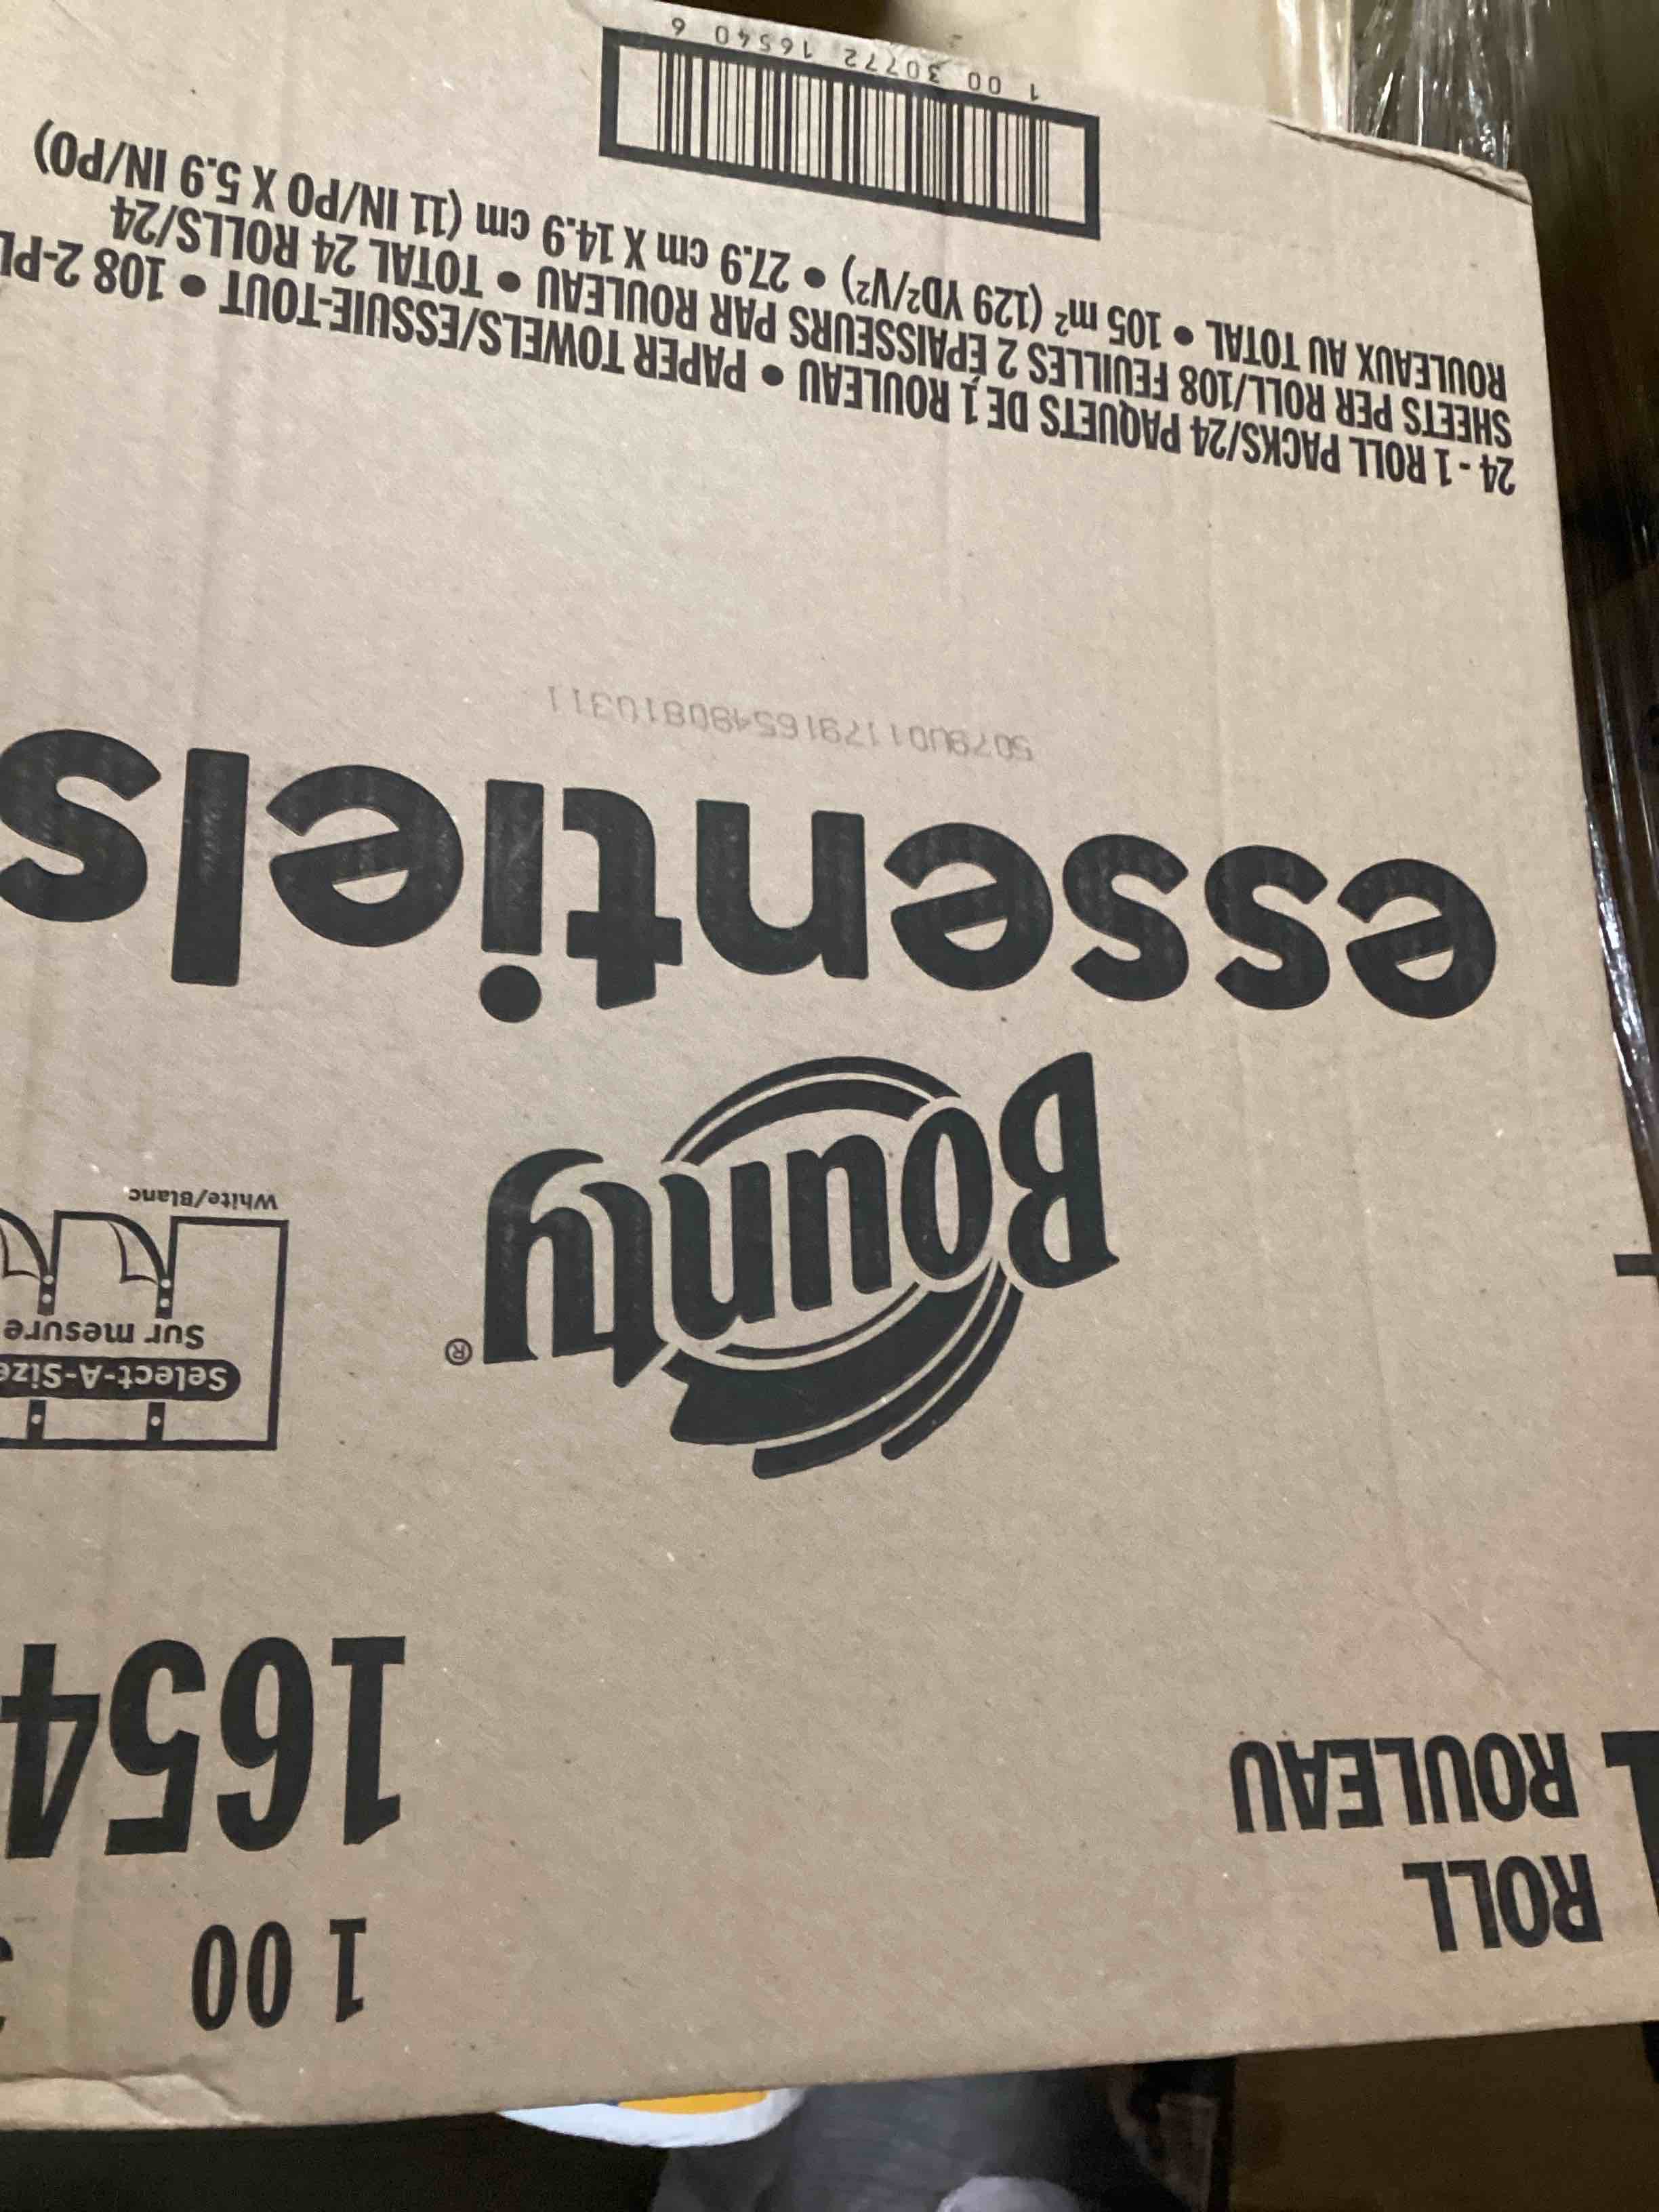 ROLL
1 00
ROULEAU
1654
Select-A-Size
Sur mesure
White/Blanc
Bounty®
essentiels
24 - 1 ROLL PACKS/24 PAQUETS DE 1 ROULEAU • PAPER TOWELS/ESSUIE-TOUT • 108 2-PL
SHEETS PER ROLL/108 FEUILLES 2 ÉPAISSEURS PAR ROULEAU • TOTAL 24 ROLLS/24
ROULEAUX AU TOTAL • 105 m² (129 YD²/V²) • 27.9 cm X 14.9 cm (11 IN/PO X 5.9 IN/PO)
1 00 30772 16540 6